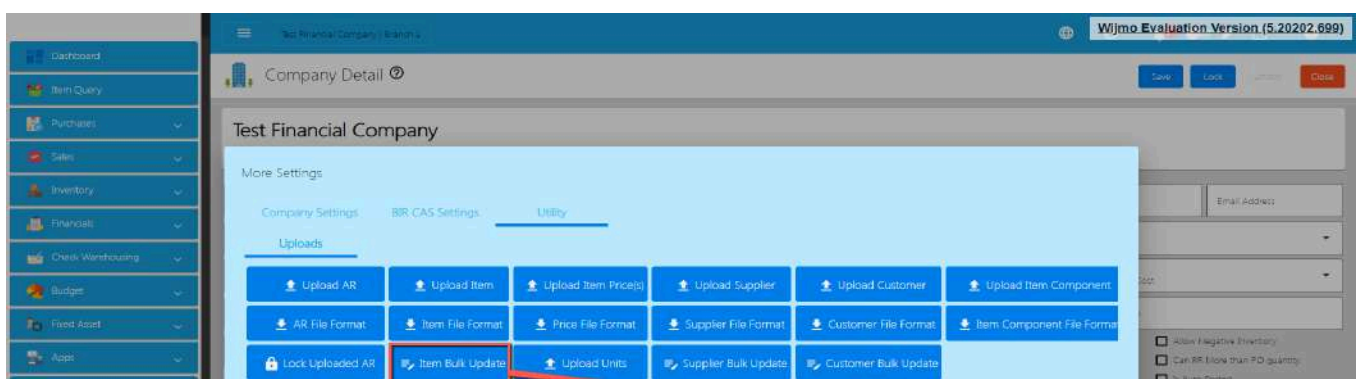 Test Financial Company | Branch 1
Wijmo Evaluation Version (5.20202.699)
Dashboard
Company Detail
Save Lock Close
Item Query
Purchases
Test Financial Company
Sales
More Settings
Inventory
Company Settings BIR CAS Settings Utility
Email Address
Financials
Uploads
Check Warehousing
Budget
Upload AR Upload Item Upload Item Price(s) Upload Supplier Upload Customer Upload Item Component
Fixed Asset
AR File Format Item File Format Price File Format Supplier File Format Customer File Format Item Component File Forma
Allow Negative Inventory
Apps
Lock Uploaded AR Item Bulk Update Upload Units Supplier Bulk Update Customer Bulk Update
Can RR More than PO quantity